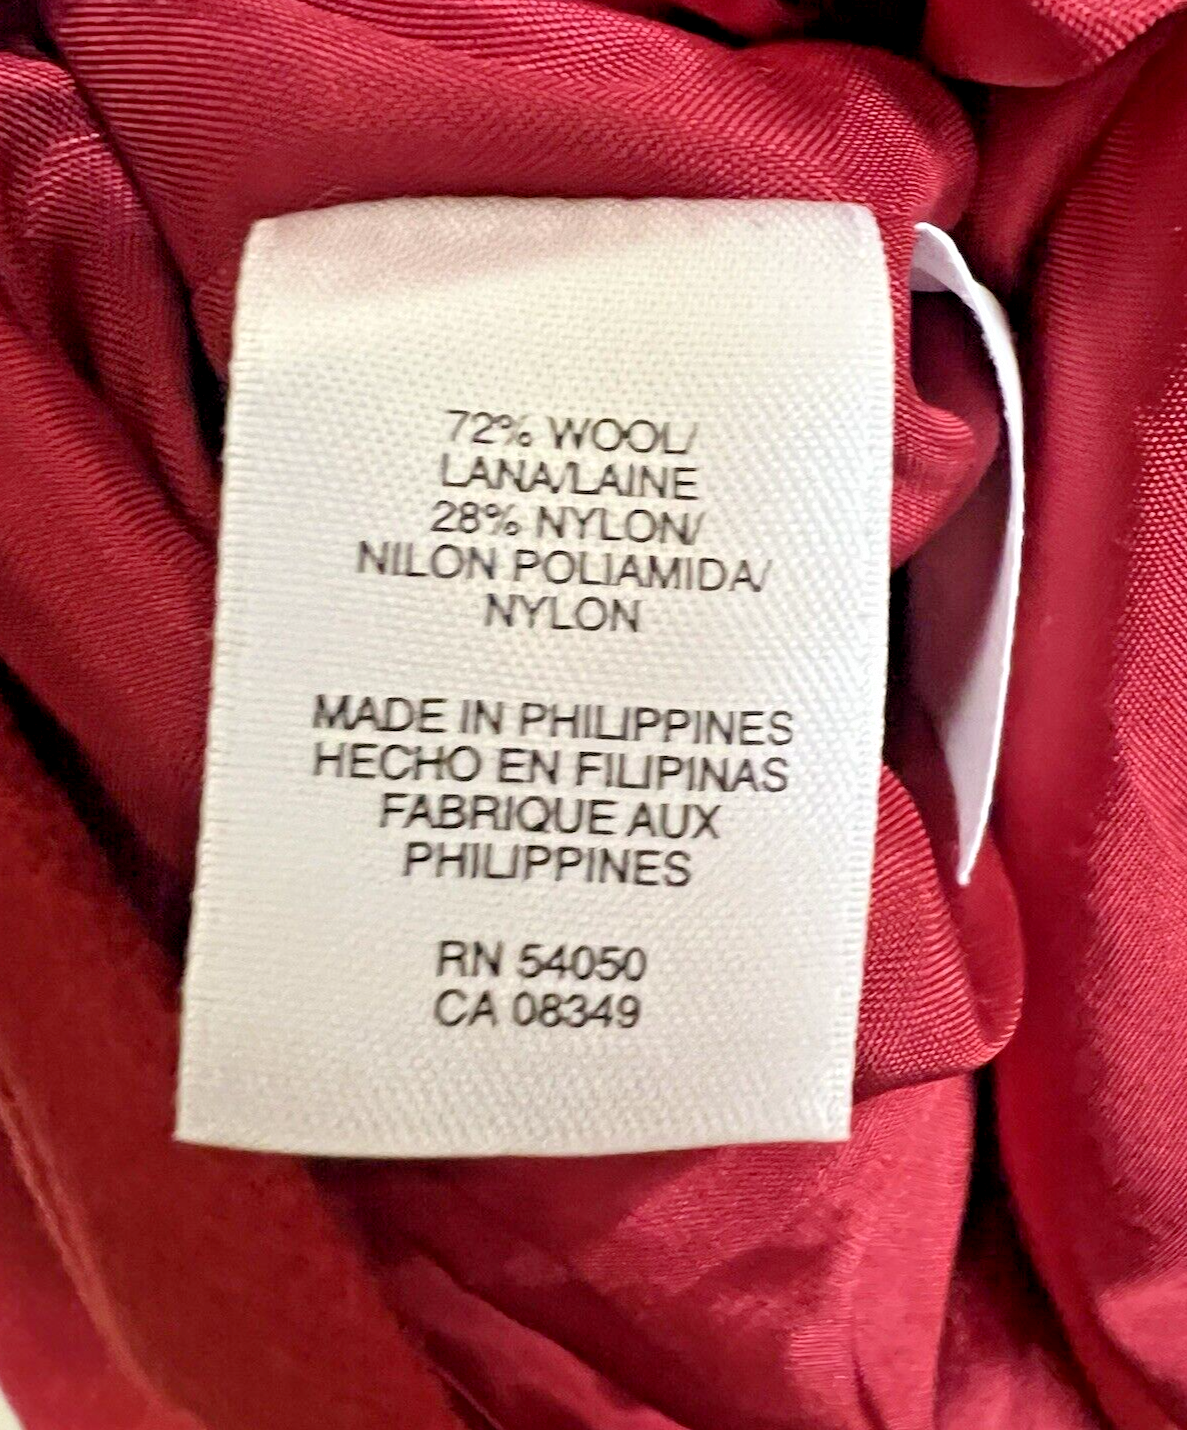 72% WOOL/
LANA/LAINE
28% NYLON/
NILON POLIAMIDA/
NYLON
MADE IN PHILIPPINES
HECHO EN FILIPINAS
FABRIQUE AUX
PHILIPPINES
RN 54050
CA 08349